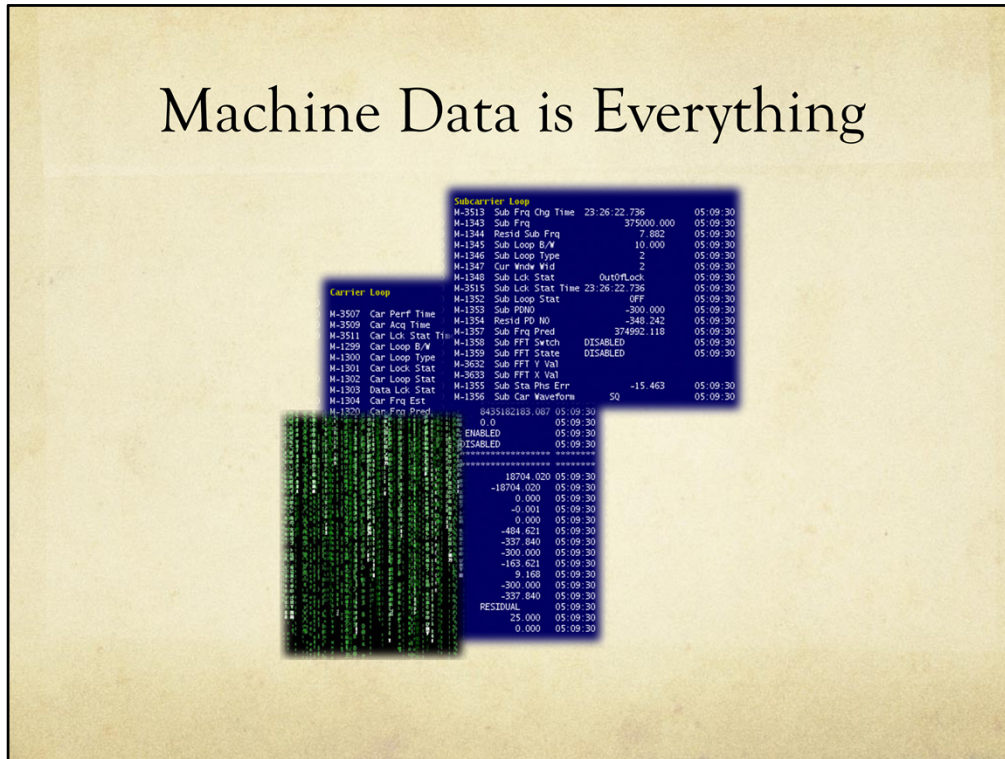 Machine Data is Everything
Subcarrier Loop
M-3513 Sub Frq Chg Time 23:26:22.736 05:09:30
M-1343 Sub Frq 375000.000 05:09:30
M-1344 Resid Sub Frq 7.882 05:09:30
M-1345 Sub Loop B/W 10.000 05:09:30
M-1346 Sub Loop Type 2 05:09:30
M-1347 Cur Wndw Wid 2 05:09:30
M-1348 Sub Lck Stat OutOfLock 05:09:30
M-3515 Sub Lck Stat Time 23:26:22.736 05:09:30
M-1352 Sub Loop Stat OFF 05:09:30
M-1353 Sub PDNO -300.000 05:09:30
M-1354 Resid PD NO -348.242 05:09:30
M-1357 Sub Frq Pred 374992.118 05:09:30
M-1358 Sub FFT Swtch DISABLED 05:09:30
M-1359 Sub FFT State DISABLED 05:09:30
M-3632 Sub FFT Y Val
M-3633 Sub FFT X Val
M-1355 Sub Sta Phs Err -15.463 05:09:30
M-1356 Sub Car Waveform SQ 05:09:30
Carrier Loop
M-3507 Car Perf Time
M-3509 Car Acq Time
M-3511 Car Lck Stat
M-1299 Car Loop B/W
M-1300 Car Loop Type
M-1301 Car Lock Stat
M-1302 Car Loop Stat
M-1303 Data Lck Stat
M-1304 Car Frq Est
M-1320 Car Frq Pred
8435182183.087 05:09:30
0.0 05:09:30
ENABLED 05:09:30
DISABLED 05:09:30
18704.020 05:09:30
-18704.020 05:09:30
0.000 05:09:30
-0.001 05:09:30
0.000 05:09:30
-484.621 05:09:30
-337.840 05:09:30
-300.000 05:09:30
-163.621 05:09:30
9.168 05:09:30
-300.000 05:09:30
-337.840 05:09:30
RESIDUAL 05:09:30
25.000 05:09:30
0.000 05:09:30